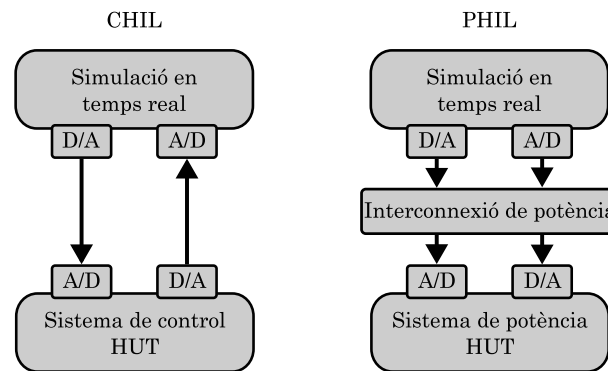 CHIL
Simulació en
temps real
D/A
A/D
A/D
D/A
Sistema de control
HUT
PHIL
Simulació en
temps real
D/A
A/D
Interconnexió de potència
A/D
D/A
Sistema de potència
HUT